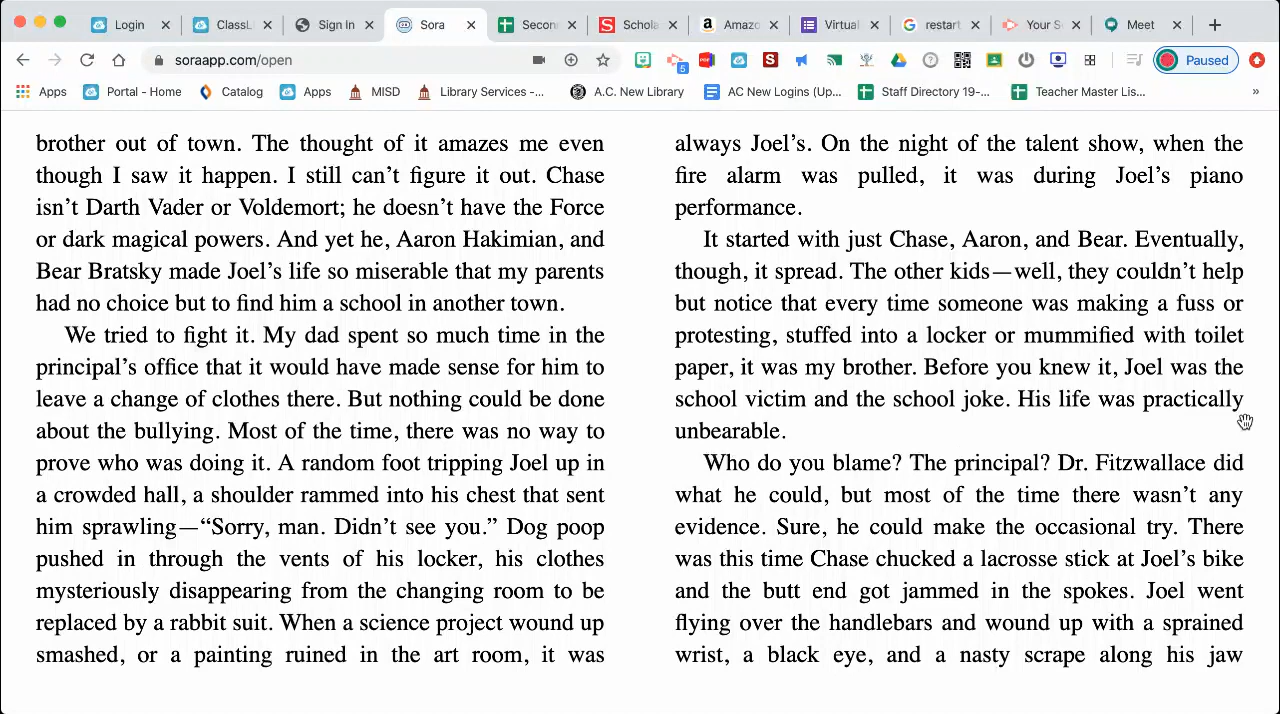 Login
ClassL
Sign In
Sora
Secon
Schola
Amazo
Virtual
restart
Your S
Meet
soraapp.com/open
5
Paused
Apps
Portal - Home
Catalog
Apps
MISD
Library Services -...
A.C. New Library
AC New Logins (Up...
Staff Directory 19-...
Teacher Master Lis...
»
brother out of town. The thought of it amazes me even
though I saw it happen. I still can’t figure it out. Chase
isn’t Darth Vader or Voldemort; he doesn’t have the Force
or dark magical powers. And yet he, Aaron Hakimian, and
Bear Bratsky made Joel’s life so miserable that my parents
had no choice but to find him a school in another town.
We tried to fight it. My dad spent so much time in the
principal’s office that it would have made sense for him to
leave a change of clothes there. But nothing could be done
about the bullying. Most of the time, there was no way to
prove who was doing it. A random foot tripping Joel up in
a crowded hall, a shoulder rammed into his chest that sent
him sprawling—“Sorry, man. Didn’t see you.” Dog poop
pushed in through the vents of his locker, his clothes
mysteriously disappearing from the changing room to be
replaced by a rabbit suit. When a science project wound up
smashed, or a painting ruined in the art room, it was
always Joel’s. On the night of the talent show, when the
fire alarm was pulled, it was during Joel’s piano
performance.
It started with just Chase, Aaron, and Bear. Eventually,
though, it spread. The other kids—well, they couldn’t help
but notice that every time someone was making a fuss or
protesting, stuffed into a locker or mummified with toilet
paper, it was my brother. Before you knew it, Joel was the
school victim and the school joke. His life was practically
unbearable.
Who do you blame? The principal? Dr. Fitzwallace did
what he could, but most of the time there wasn’t any
evidence. Sure, he could make the occasional try. There
was this time Chase chucked a lacrosse stick at Joel’s bike
and the butt end got jammed in the spokes. Joel went
flying over the handlebars and wound up with a sprained
wrist, a black eye, and a nasty scrape along his jaw